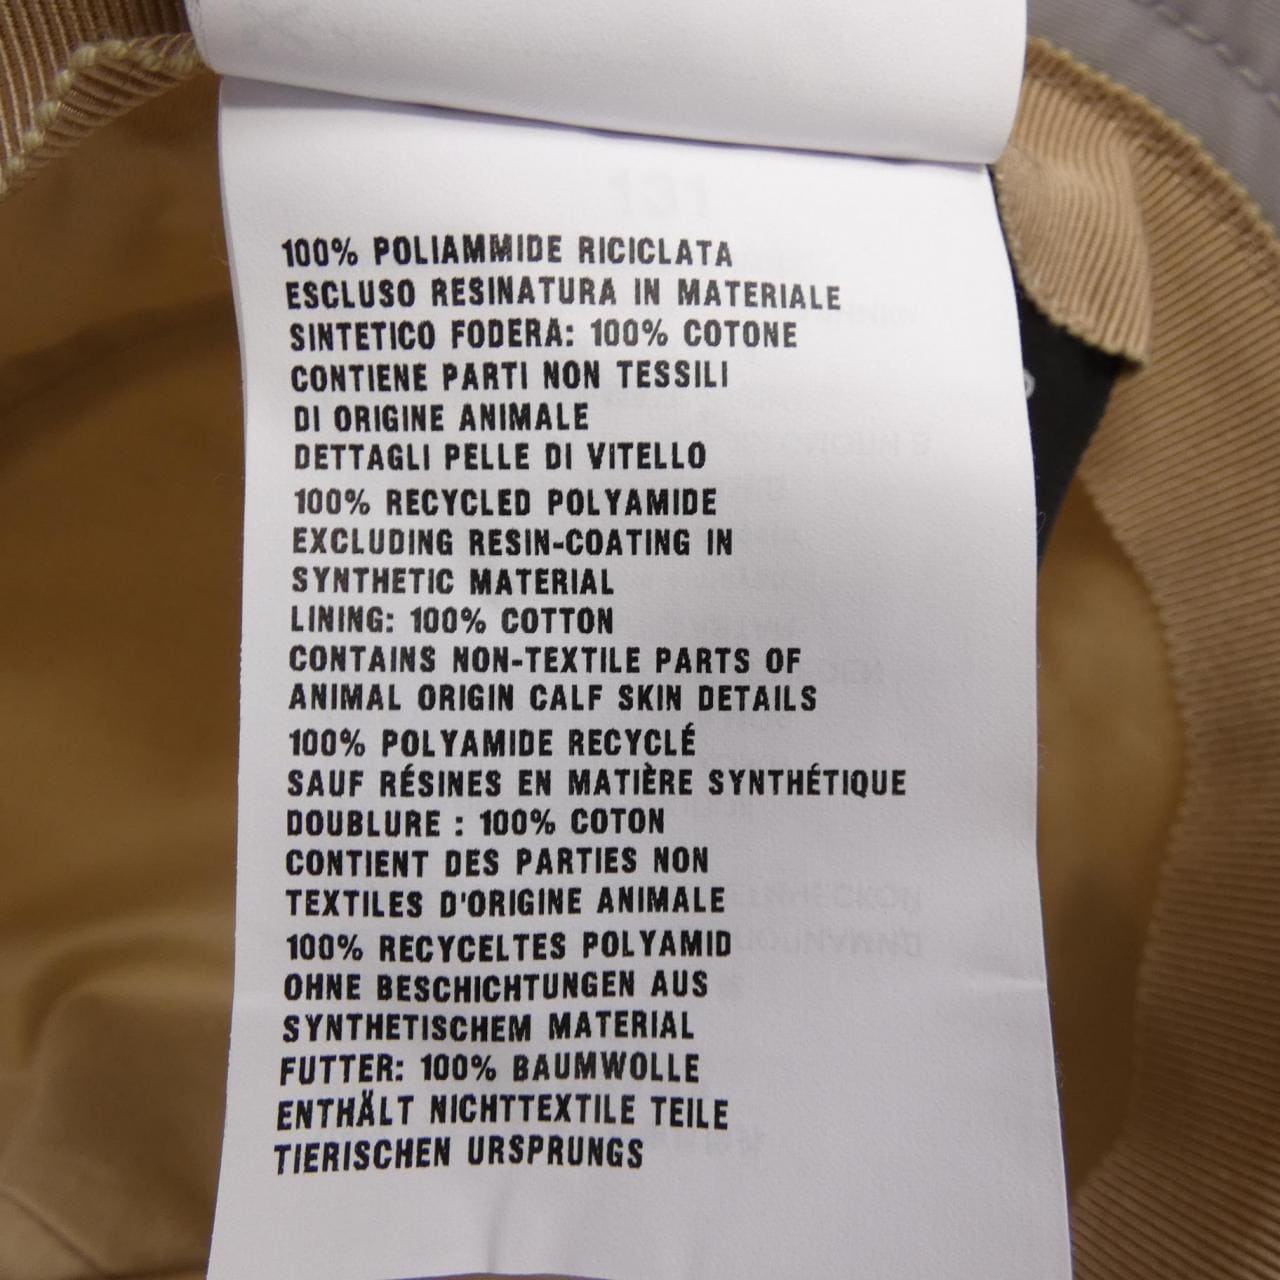 100% POLIAMMIDE RICICLATA
ESCLUSO RESINATURA IN MATERIALE
SINTETICO FODERA: 100% COTONE
CONTIENE PARTI NON TESSILI
DI ORIGINE ANIMALE
DETTAGLI PELLE DI VITELLO
100% RECYCLED POLYAMIDE
EXCLUDING RESIN-COATING IN
SYNTHETIC MATERIAL
LINING: 100% COTTON
CONTAINS NON-TEXTILE PARTS OF
ANIMAL ORIGIN CALF SKIN DETAILS
100% POLYAMIDE RECYCLÉ
SAUF RÉSINES EN MATIÈRE SYNTHÉTIQUE
DOUBLURE : 100% COTON
CONTIENT DES PARTIES NON
TEXTILES D'ORIGINE ANIMALE
100% RECYCELTES POLYAMID
OHNE BESCHICHTUNGEN AUS
SYNTHETISCHEM MATERIAL
FUTTER: 100% BAUMWOLLE
ENTHÄLT NICHTTEXTILE TEILE
TIERISCHEN URSPRUNGS